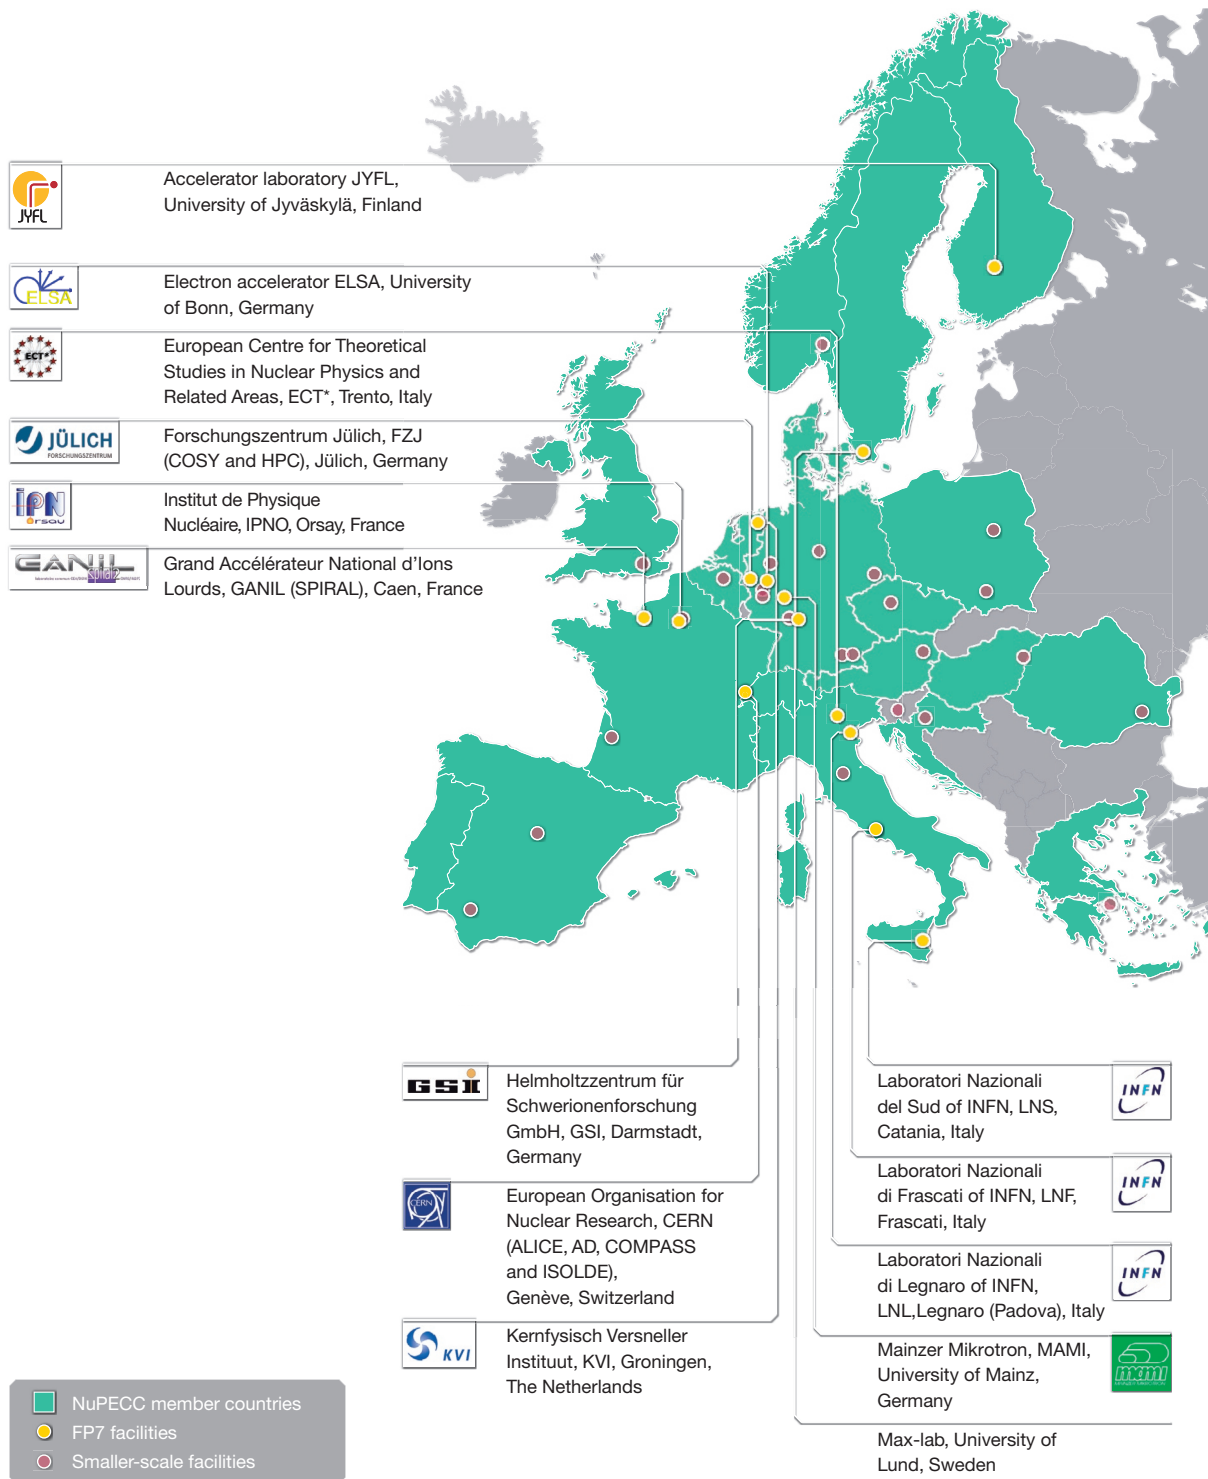 JYFL
Accelerator laboratory JYFL,
University of Jyväskylä, Finland
ELSA
Electron accelerator ELSA, University
of Bonn, Germany
ECT*
European Centre for Theoretical
Studies in Nuclear Physics and
Related Areas, ECT*, Trento, Italy
JÜLICH
FORSCHUNGSZENTRUM
Forschungszentrum Jülich, FZJ
(COSY and HPC), Jülich, Germany
IPN
Orsay
Institut de Physique
Nucléaire, IPNO, Orsay, France
GANIL
spiral2
Grand Accélérateur National d'Ions
Lourds, GANIL (SPIRAL), Caen, France
GSI
Helmholtzzentrum für
Schwerionenforschung
GmbH, GSI, Darmstadt,
Germany
CERN
European Organisation for
Nuclear Research, CERN
(ALICE, AD, COMPASS
and ISOLDE),
Genève, Switzerland
KVI
Kernfysisch Versneller
Instituut, KVI, Groningen,
The Netherlands
Laboratori Nazionali
del Sud of INFN, LNS,
Catania, Italy
INFN
Laboratori Nazionali
di Frascati of INFN, LNF,
Frascati, Italy
INFN
Laboratori Nazionali
di Legnaro of INFN,
LNL,Legnaro (Padova), Italy
INFN
Mainzer Mikrotron, MAMI,
University of Mainz,
Germany
mami
Max-lab, University of
Lund, Sweden
NuPECC member countries
FP7 facilities
Smaller-scale facilities